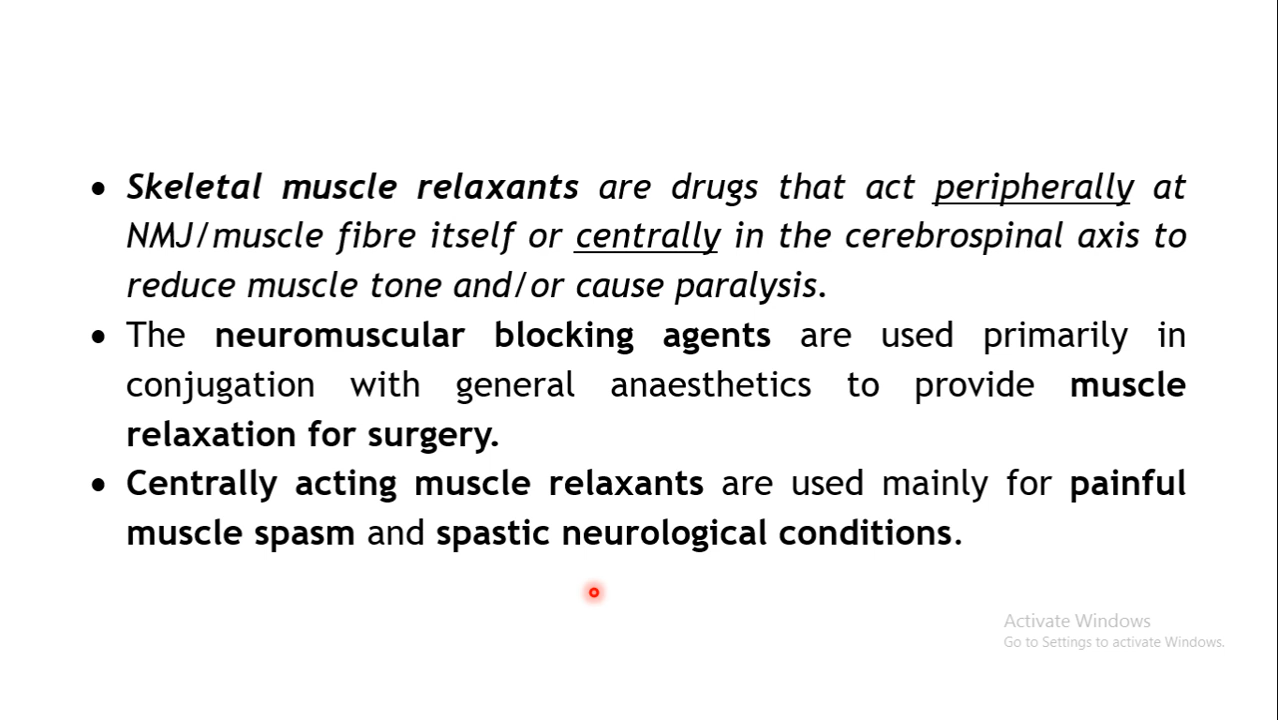 • Skeletal muscle relaxants are drugs that act peripherally at
NMJ/muscle fibre itself or centrally in the cerebrospinal axis to
reduce muscle tone and/or cause paralysis.
• The neuromuscular blocking agents are used primarily in
conjugation with general anaesthetics to provide muscle
relaxation for surgery.
• Centrally acting muscle relaxants are used mainly for painful
muscle spasm and spastic neurological conditions.
Activate Windows
Go to Settings to activate Windows.